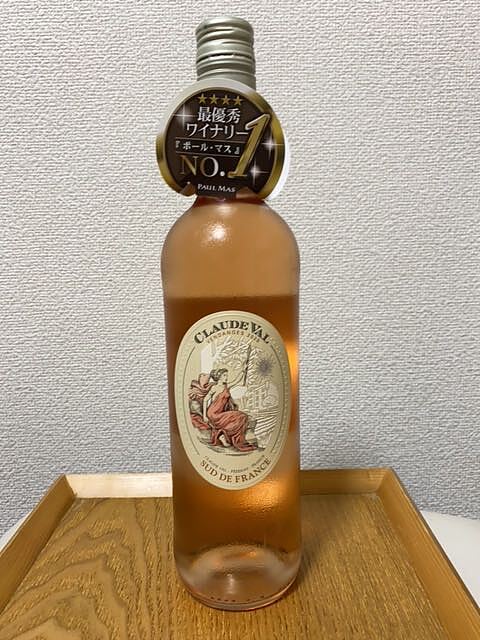 最優秀
ワイナリー
『ポール・マス』
NO.1
PAUL MAS
CLAUDE VAL
SUD DE FRANCE